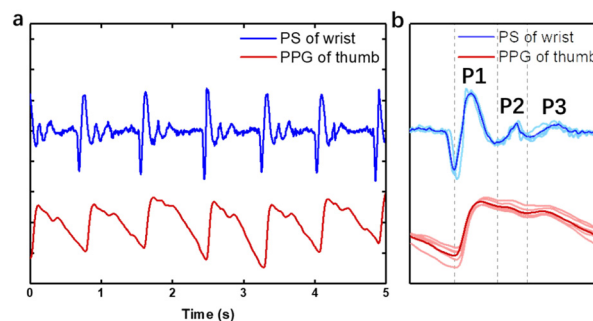 a
PS of wrist
PPG of thumb
0
1
2
3
4
5
Time (s)
b
PS of wrist
PPG of thumb
P1
P2
P3